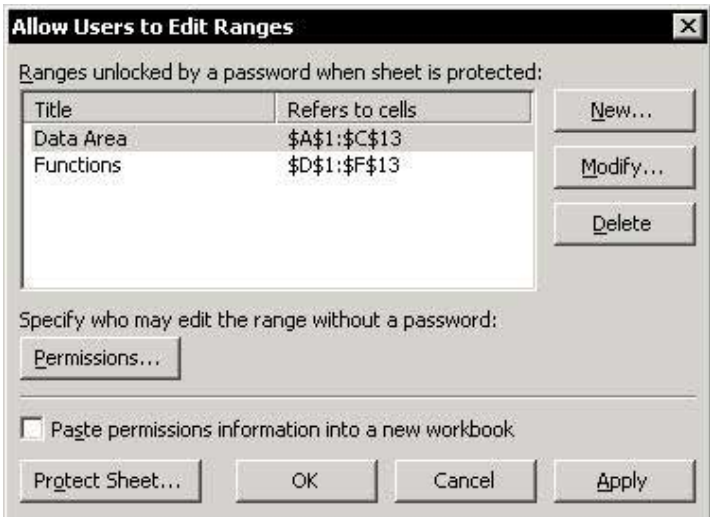 Allow Users to Edit Ranges
Ranges unlocked by a password when sheet is protected:
Title Refers to cells
New...
Data Area $A$1:$C$13
Functions $D$1:$F$13
Modify...
Delete
Specify who may edit the range without a password:
Permissions...
Paste permissions information into a new workbook
Protect Sheet... OK Cancel Apply